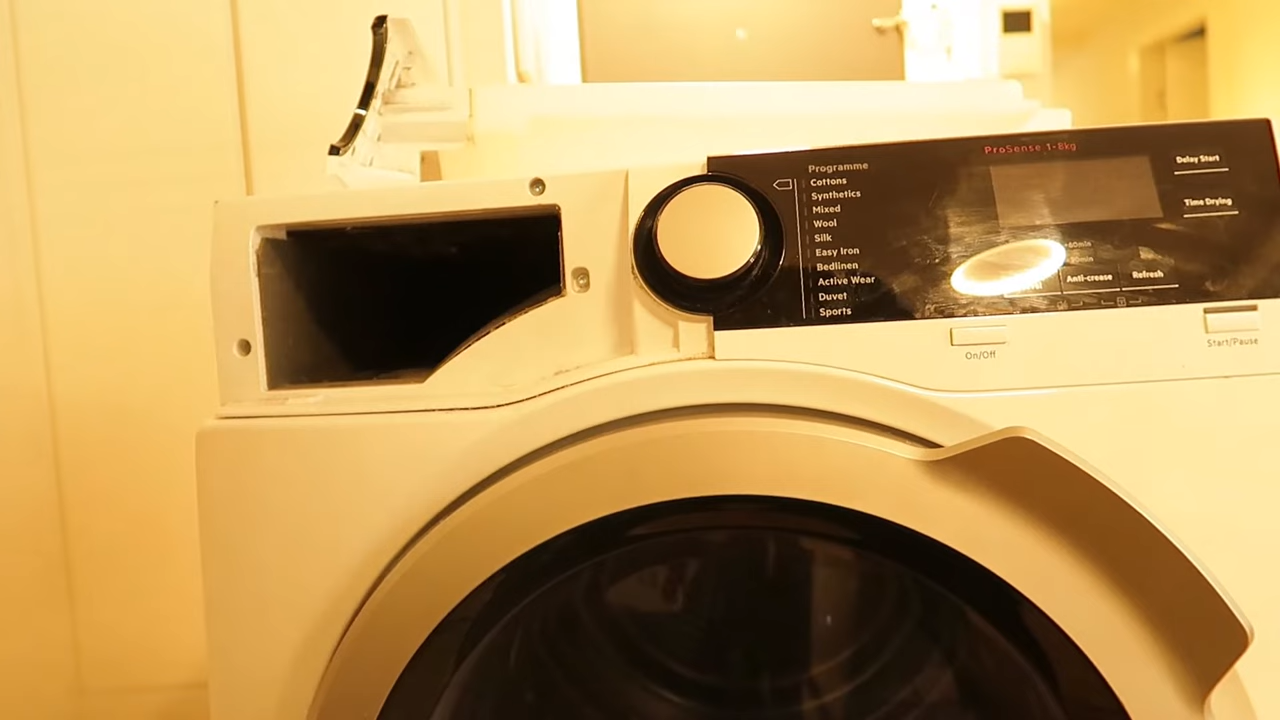 ProSense 1-8kg
Programme
Cottons
Synthetics
Mixed
Wool
Silk
Easy Iron
Bedlinen
Active Wear
Duvet
Sports
Delay Start
Time Drying
+60min
Anti-crease
Refresh
On/Off
Start/Pause